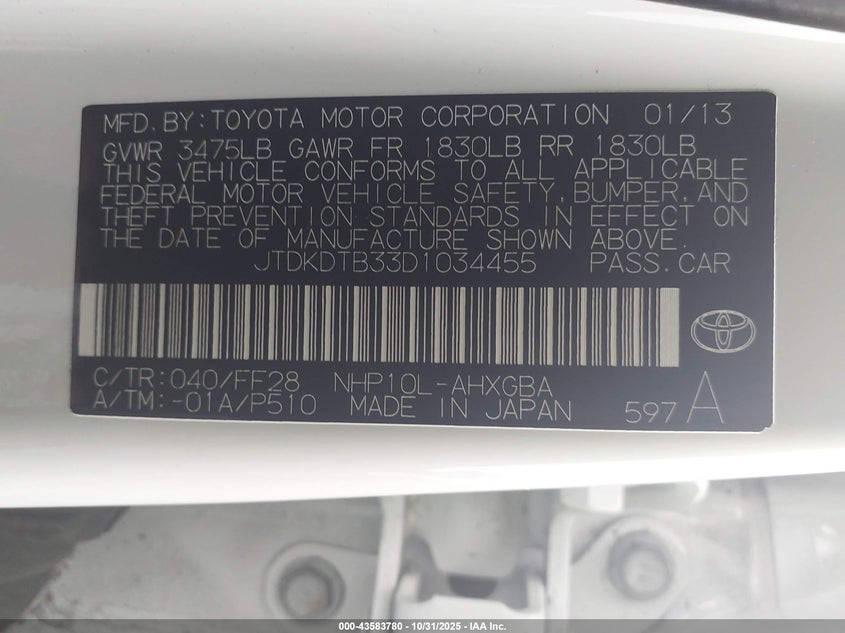 MFD.BY:TOYOTA MOTOR CORPORATION 01/13
GVWR 3475LB GAWR FR 1830LB RR 1830LB
THIS VEHICLE CONFORMS TO ALL APPLICABLE
FEDERAL MOTOR VEHICLE SAFETY,BUMPER,AND
THEFT PREVENTION STANDARDS IN EFFECT ON
THE DATE OF MANUFACTURE SHOWN ABOVE.
JTDKDTB33D1034455 PASS.CAR
C/TR:040/FF28 NHP10L-AHXGBA
A/TM:-01A/P510 MADE IN JAPAN 597 A
000-43583780 - 10/31/2025 - IAA Inc.